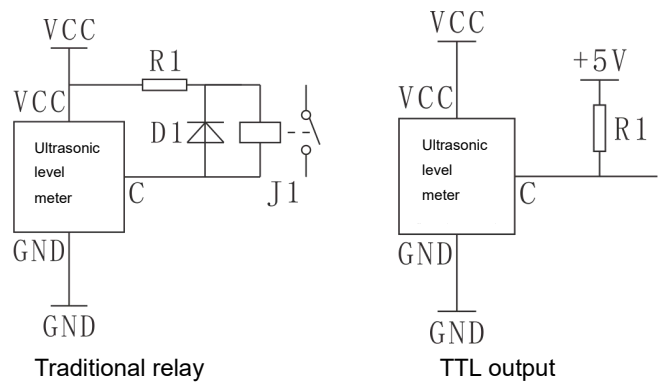 VCC
R1
VCC
Ultrasonic
level
meter
D1
C
J1
GND
GND
Traditional relay
VCC
+5V
VCC
R1
Ultrasonic
level
meter
C
GND
GND
TTL output